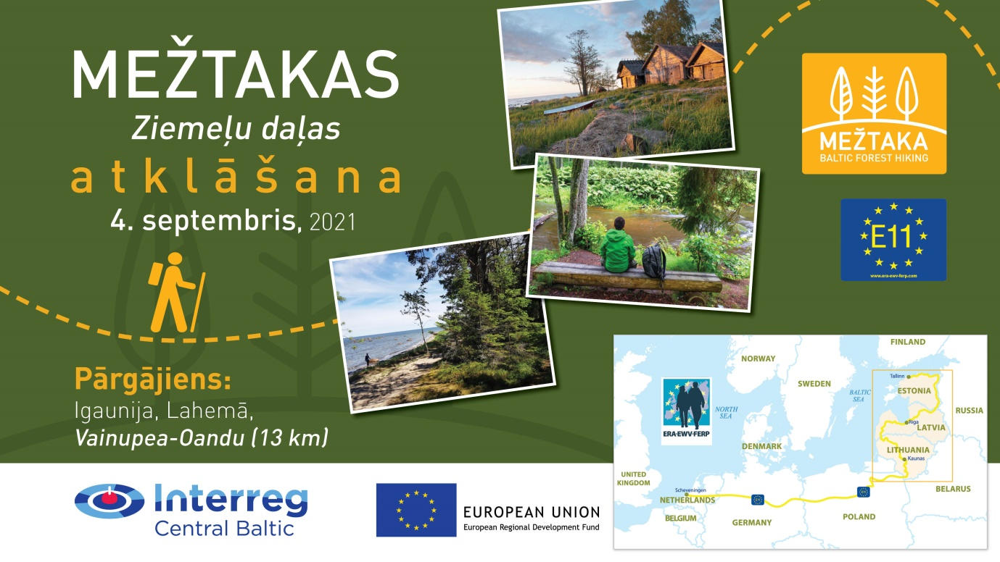 MEŽTAKAS
Ziemeļu daļas
atklāšana
4. septembris, 2021
Pārgājiens:
Igaunija, Lahemā,
Vainupea-Oandu (13 km)
MEŽTAKA
BALTIC FOREST HIKING
E11
www.era-ewv-ferp.com
FINLAND
NORWAY
SWEDEN
Tallinn
ESTONIA
BALTIC
SEA
NORTH
SEA
RUSSIA
ERA-EWV-FERP
Riga
LATVIA
DENMARK
LITHUANIA
Kaunas
UNITED
KINGDOM
BELARUS
Scheveningen
NETHERLANDS
E11
E11
BELGIUM
GERMANY
POLAND
Interreg
Central Baltic
EUROPEAN UNION
European Regional Development Fund